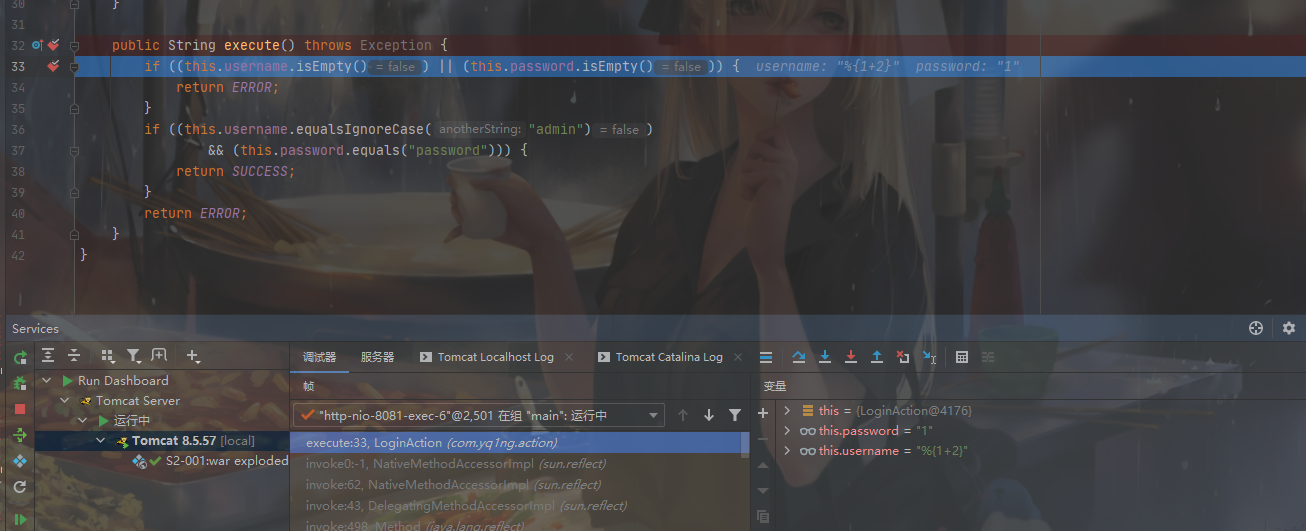 30 }
31
32 public String execute() throws Exception {
33 if ((this.username.isEmpty() = false ) || (this.password.isEmpty() = false )) { username: "%{1+2}" password: "1"
34 return ERROR;
35 }
36 if ((this.username.equalsIgnoreCase( anotherString: "admin") = false )
37 && (this.password.equals("password"))) {
38 return SUCCESS;
39 }
40 return ERROR;
41 }
42 }
Services
调试器 服务器 Tomcat Localhost Log Tomcat Catalina Log
Run Dashboard
Tomcat Server
运行中
Tomcat 8.5.57 [local]
S2-001:war exploded
帧
"http-nio-8081-exec-6"@2,501 在组 "main": 运行中
execute:33, LoginAction (com.yq1ng.action)
invoke0:-1, NativeMethodAccessorImpl (sun.reflect)
invoke:62, NativeMethodAccessorImpl (sun.reflect)
invoke:43, DelegatingMethodAccessorImpl (sun.reflect)
invoke:498, Method (java.lang.reflect)
变量
this = {LoginAction@4176}
this.password = "1"
this.username = "%{1+2}"